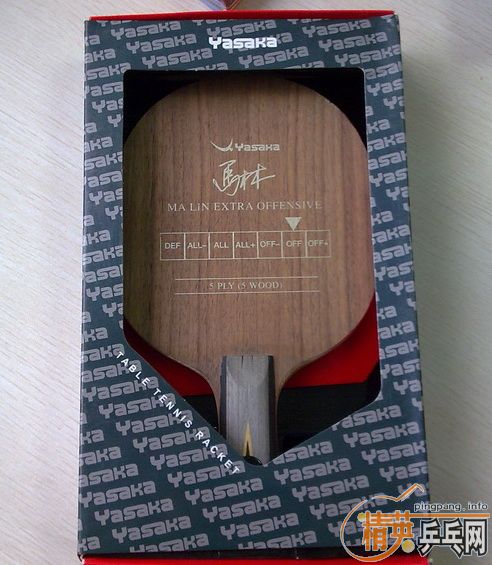 Yasaka
Yasaka
馬林
MA LIN EXTRA OFFENSIVE
DEF ALL- ALL ALL+ OFF- OFF OFF+
5 PLY (5 WOOD)
TABLE TENNIS RACKET
Yasaka
pingpang.info
精英乒乓网